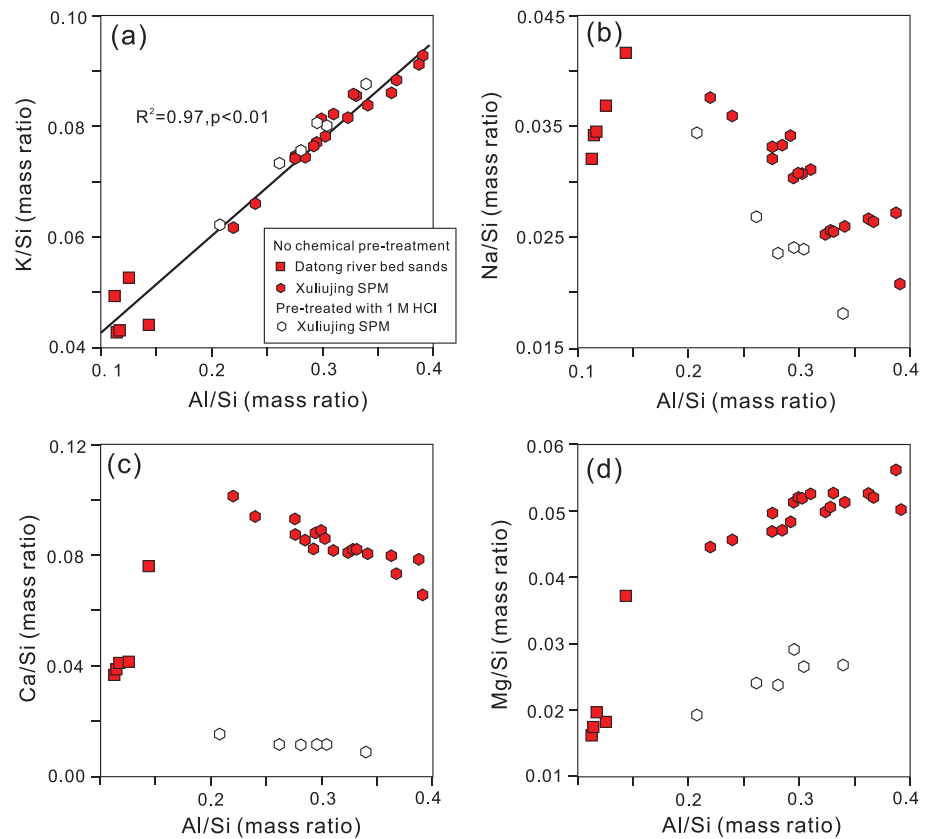 (a)
K/Si (mass ratio)
0.10
0.08
0.06
0.04
R²=0.97,p<0.01
No chemical pre-treatment
Datong river bed sands
Xuliujing SPM
Pre-treated with 1 M HCl
Xuliujing SPM
0.1
0.2
0.3
0.4
Al/Si (mass ratio)
(b)
Na/Si (mass ratio)
0.045
0.035
0.025
0.015
0.2
0.3
0.4
Al/Si (mass ratio)
(c)
Ca/Si (mass ratio)
0.12
0.08
0.04
0.00
0.2
0.3
0.4
Al/Si (mass ratio)
(d)
Mg/Si (mass ratio)
0.06
0.05
0.04
0.03
0.02
0.01
0.2
0.3
0.4
Al/Si (mass ratio)